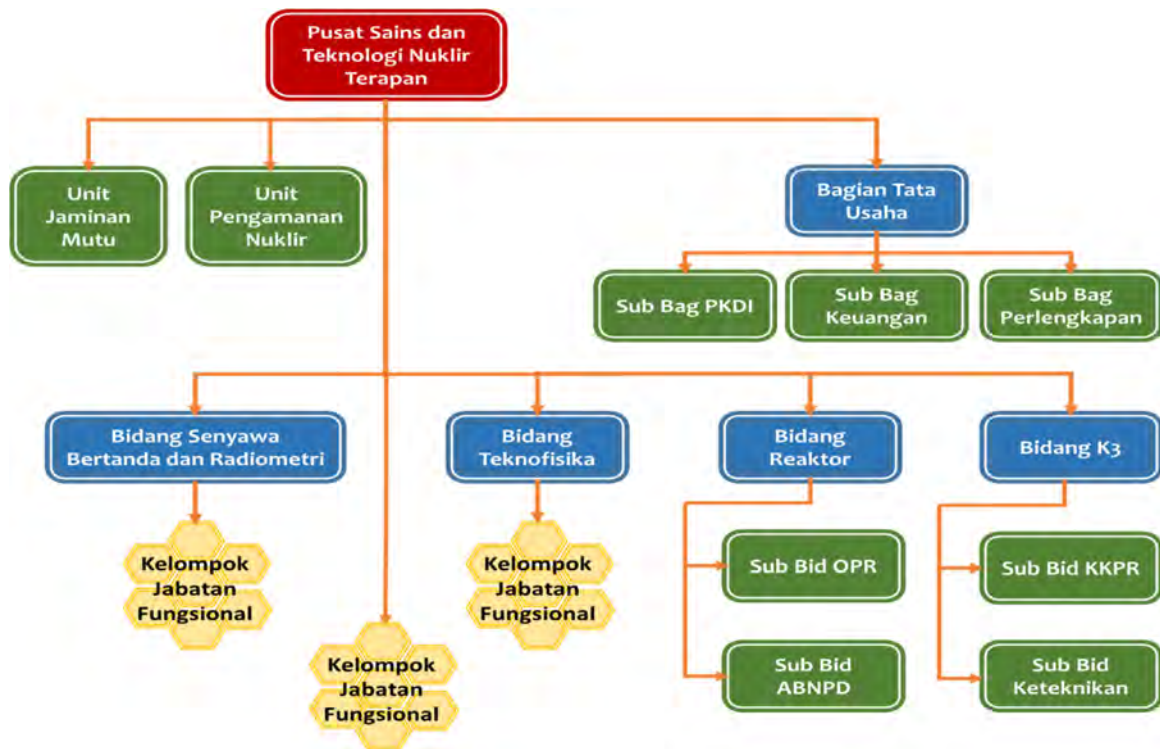 Pusat Sains dan
Teknologi Nuklir
Terapan
Unit
Jaminan
Mutu
Unit
Pengamanan
Nuklir
Bagian Tata
Usaha
Sub Bag PKDI
Sub Bag
Keuangan
Sub Bag
Perlengkapan
Bidang Senyawa
Bertanda dan Radiometri
Bidang
Teknofisika
Bidang
Reaktor
Bidang K3
Kelompok
Jabatan
Fungsional
Kelompok
Jabatan
Fungsional
Kelompok
Jabatan
Fungsional
Sub Bid OPR
Sub Bid KKPR
Sub Bid
ABNPD
Sub Bid
Keteknikan